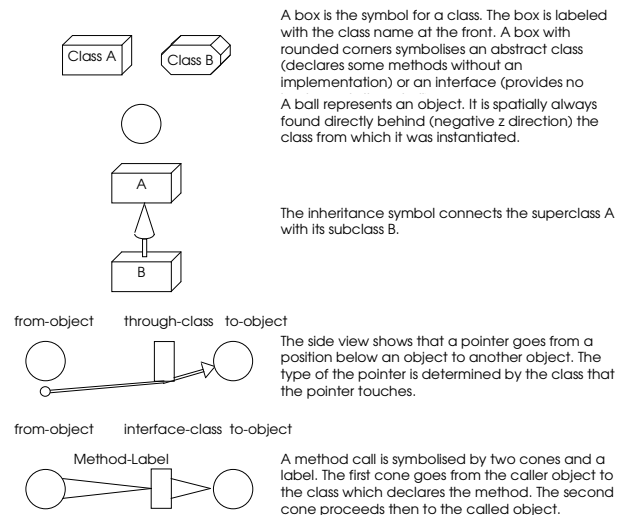 A box is the symbol for a class. The box is labeled
with the class name at the front. A box with
rounded corners symbolises an abstract class
(declares some methods without an
implementation) or an interface (provides no
Class A
Class B
A ball represents an object. It is spatially always
found directly behind (negative z direction) the
class from which it was instantiated.
A
B
The inheritance symbol connects the superclass A
with its subclass B.
from-object through-class to-object
The side view shows that a pointer goes from a
position below an object to another object. The
type of the pointer is determined by the class that
the pointer touches.
from-object interface-class to-object
Method-Label
A method call is symbolised by two cones and a
label. The first cone goes from the caller object to
the class which declares the method. The second
cone proceeds then to the called object.